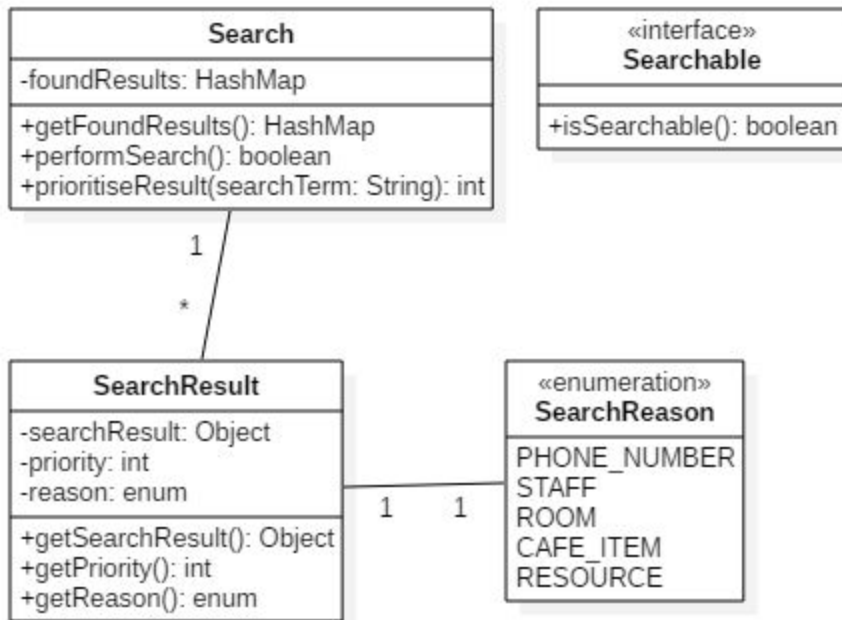 Search
-foundResults: HashMap
+getFoundResults(): HashMap
+performSearch(): boolean
+prioritiseResult(searchTerm: String): int
«interface»
Searchable
+isSearchable(): boolean
1
*
SearchResult
-searchResult: Object
-priority: int
-reason: enum
+getSearchResult(): Object
+getPriority(): int
+getReason(): enum
1
1
«enumeration»
SearchReason
PHONE_NUMBER
STAFF
ROOM
CAFE_ITEM
RESOURCE